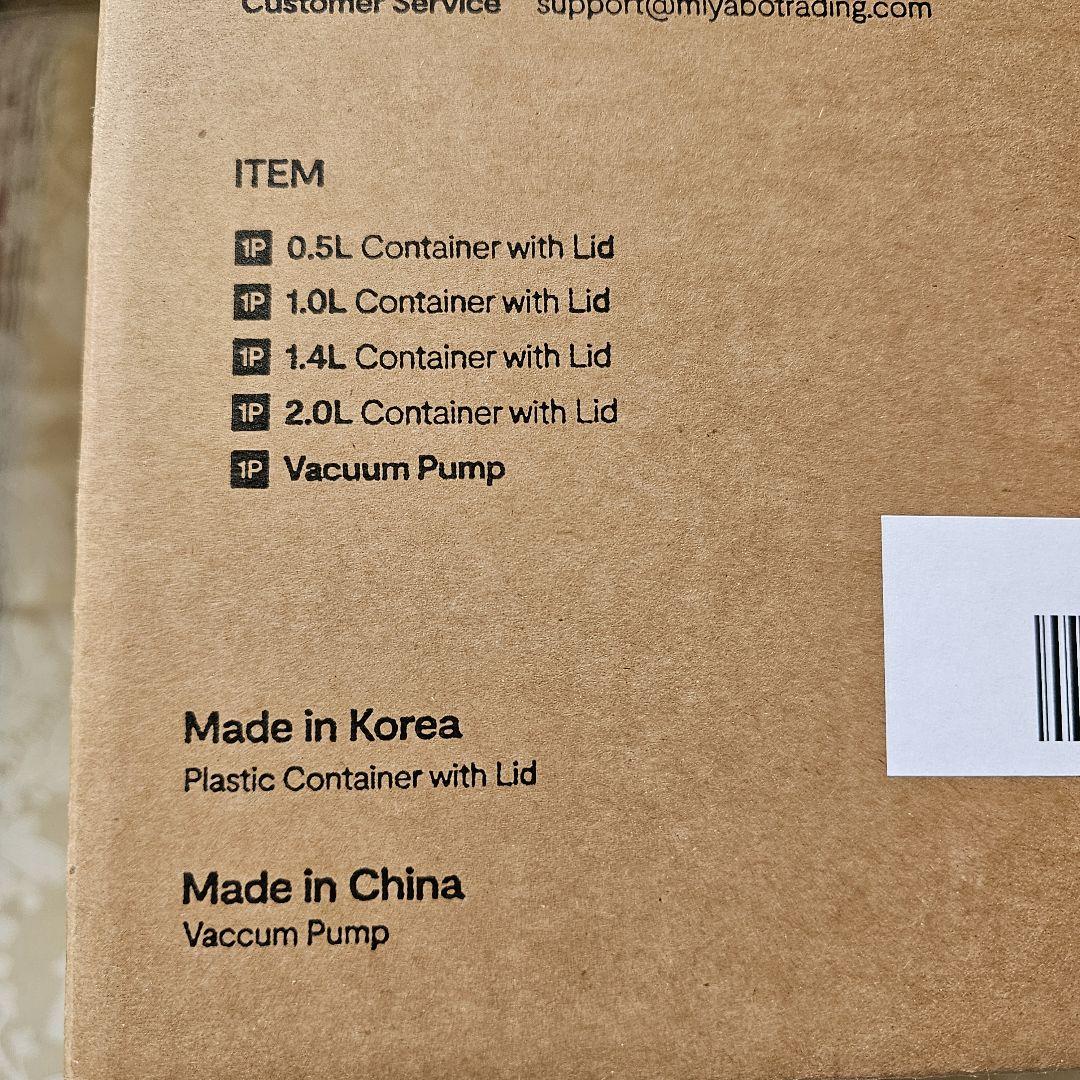 Customer Service support@miyabotrading.com
ITEM
1P 0.5L Container with Lid
1P 1.0L Container with Lid
1P 1.4L Container with Lid
1P 2.0L Container with Lid
1P Vacuum Pump
Made in Korea
Plastic Container with Lid
Made in China
Vaccum Pump